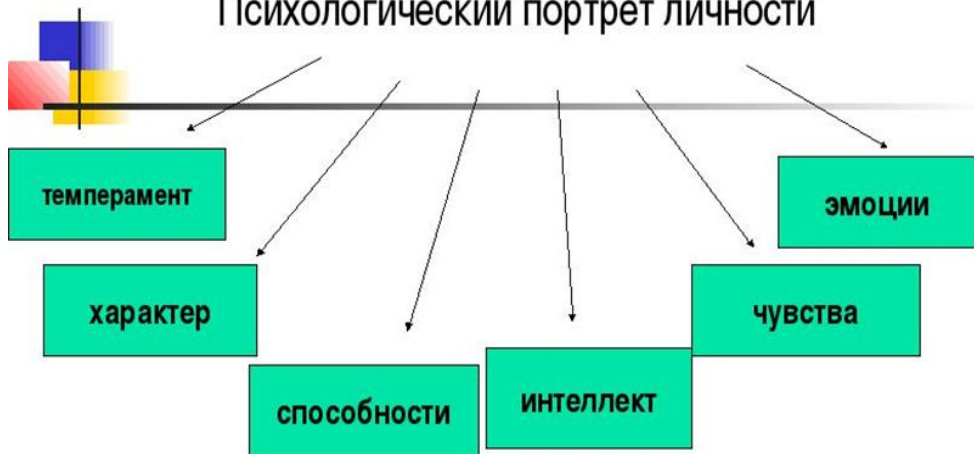 Психологический портрет личности
темперамент
эмоции
характер
чувства
способности
интеллект